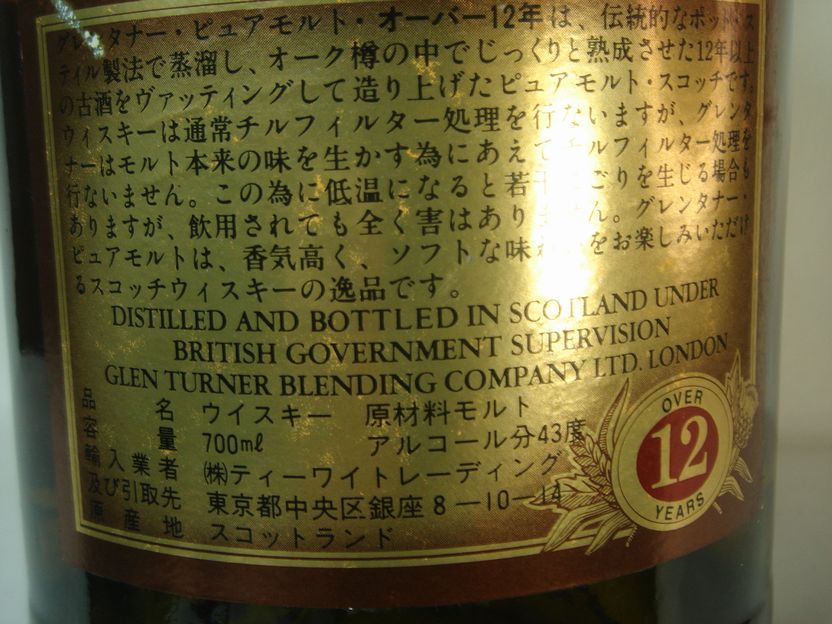 グレンタナー・ピュアモルト・オーバー12年は、伝統的なポット・ス
ティル製法で蒸溜し、オーク樽の中でじっくりと熟成させた12年以上
の古酒をヴァッティングして造り上げたピュアモルト・スコッチです。
ウィスキーは通常チルフィルター処理を行ないますが、グレンタ
ナーはモルト本来の味を生かす為にあえてチルフィルター処理を
行ないません。この為に低温になると若干にごりを生じる場合も
ありますが、飲用されても全く害はありません。グレンタナー・
ピュアモルトは、香気高く、ソフトな味わいをお楽しみいただけ
るスコッチウィスキーの逸品です。
DISTILLED AND BOTTLED IN SCOTLAND UNDER
BRITISH GOVERNMENT SUPERVISION
GLEN TURNER BLENDING COMPANY LTD. LONDON
品名 ウイスキー 原材料モルト
容量 700ml アルコール分43度
輸入業者 ㈱ティーワイトレーディング
及び引取先 東京都中央区銀座8-10-14
原産地 スコットランド
OVER
12
YEARS